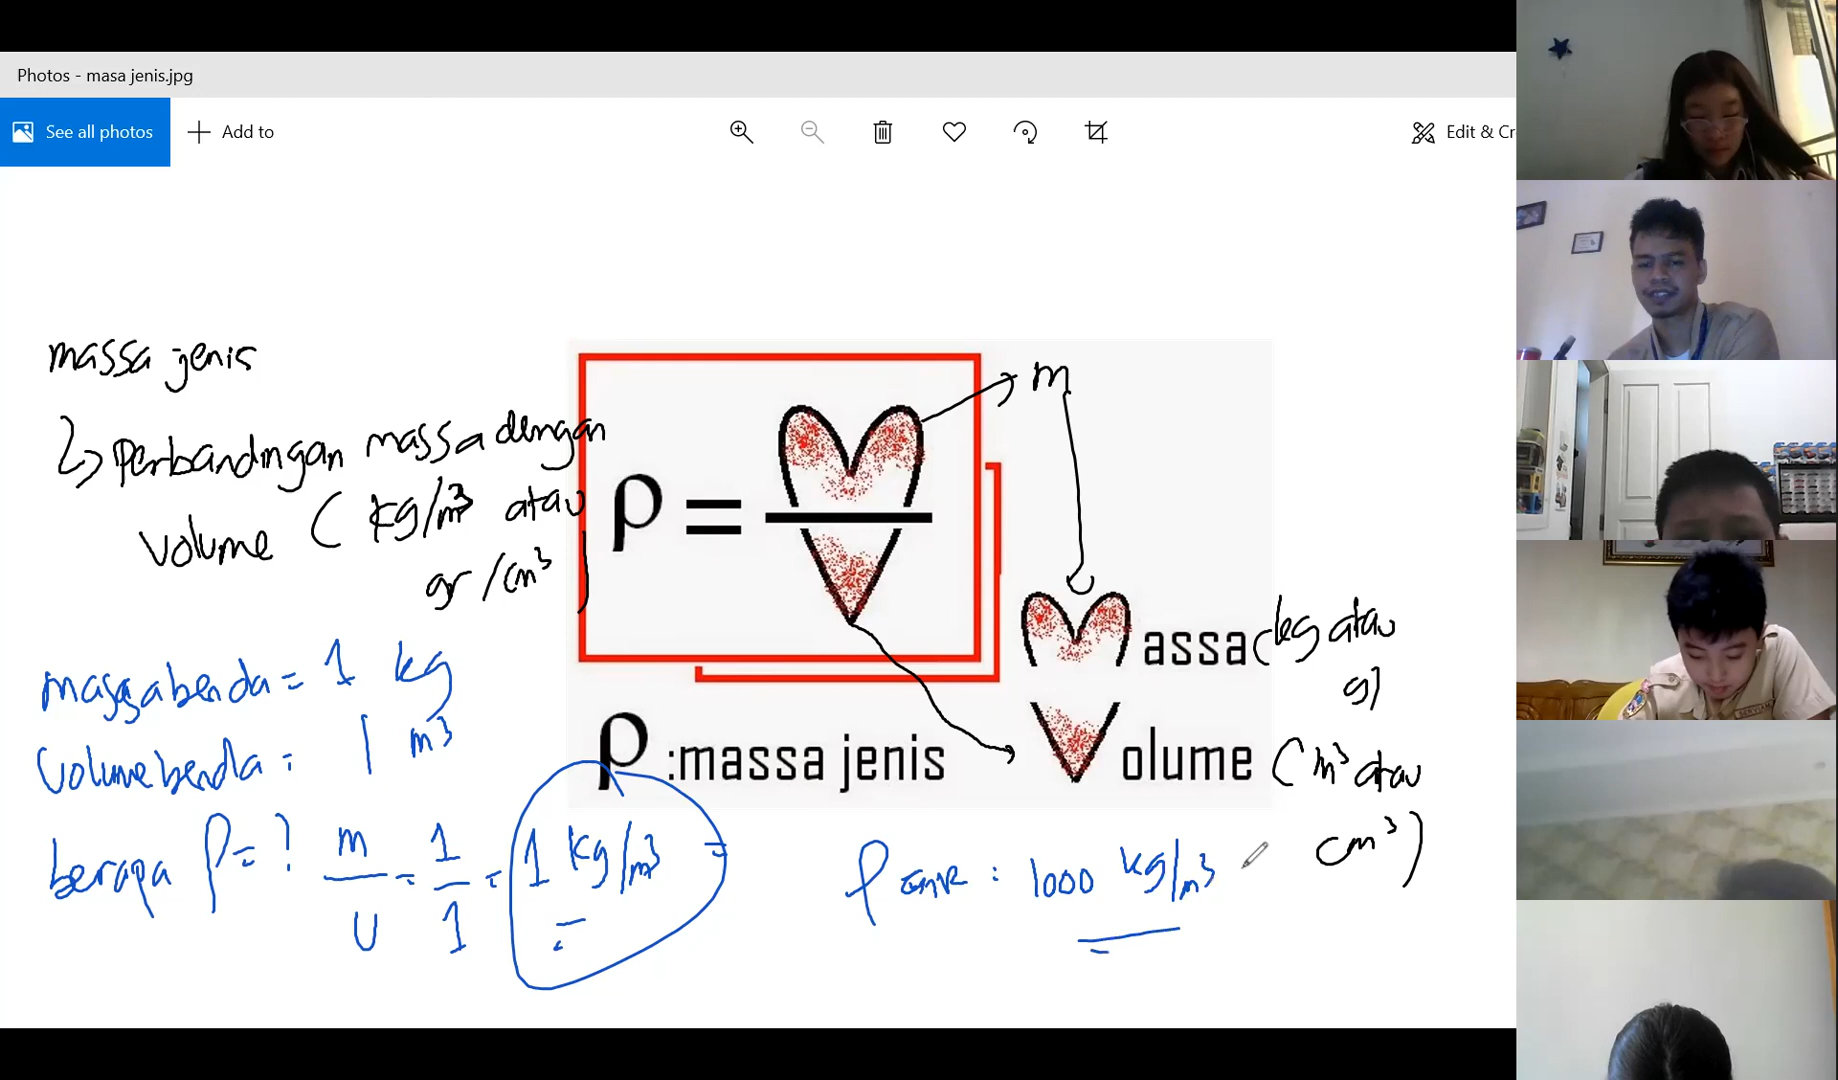 Photos - masa jenis.jpg
See all photos
Add to
Edit & Cr
massa jenis
Perbandingan massa dengan
volume ( kg/m³ atau
gr/cm³ )
ρ =
m
assa (kg atau
g)
ρ :massa jenis
olume ( m³ atau
cm³ )
massa benda = 1 kg
Volume benda = 1 m³
berapa ρ = ? m/v = 1/1 = 1 kg/m³ =
ρ = 1000 kg/m³
SERVIAM